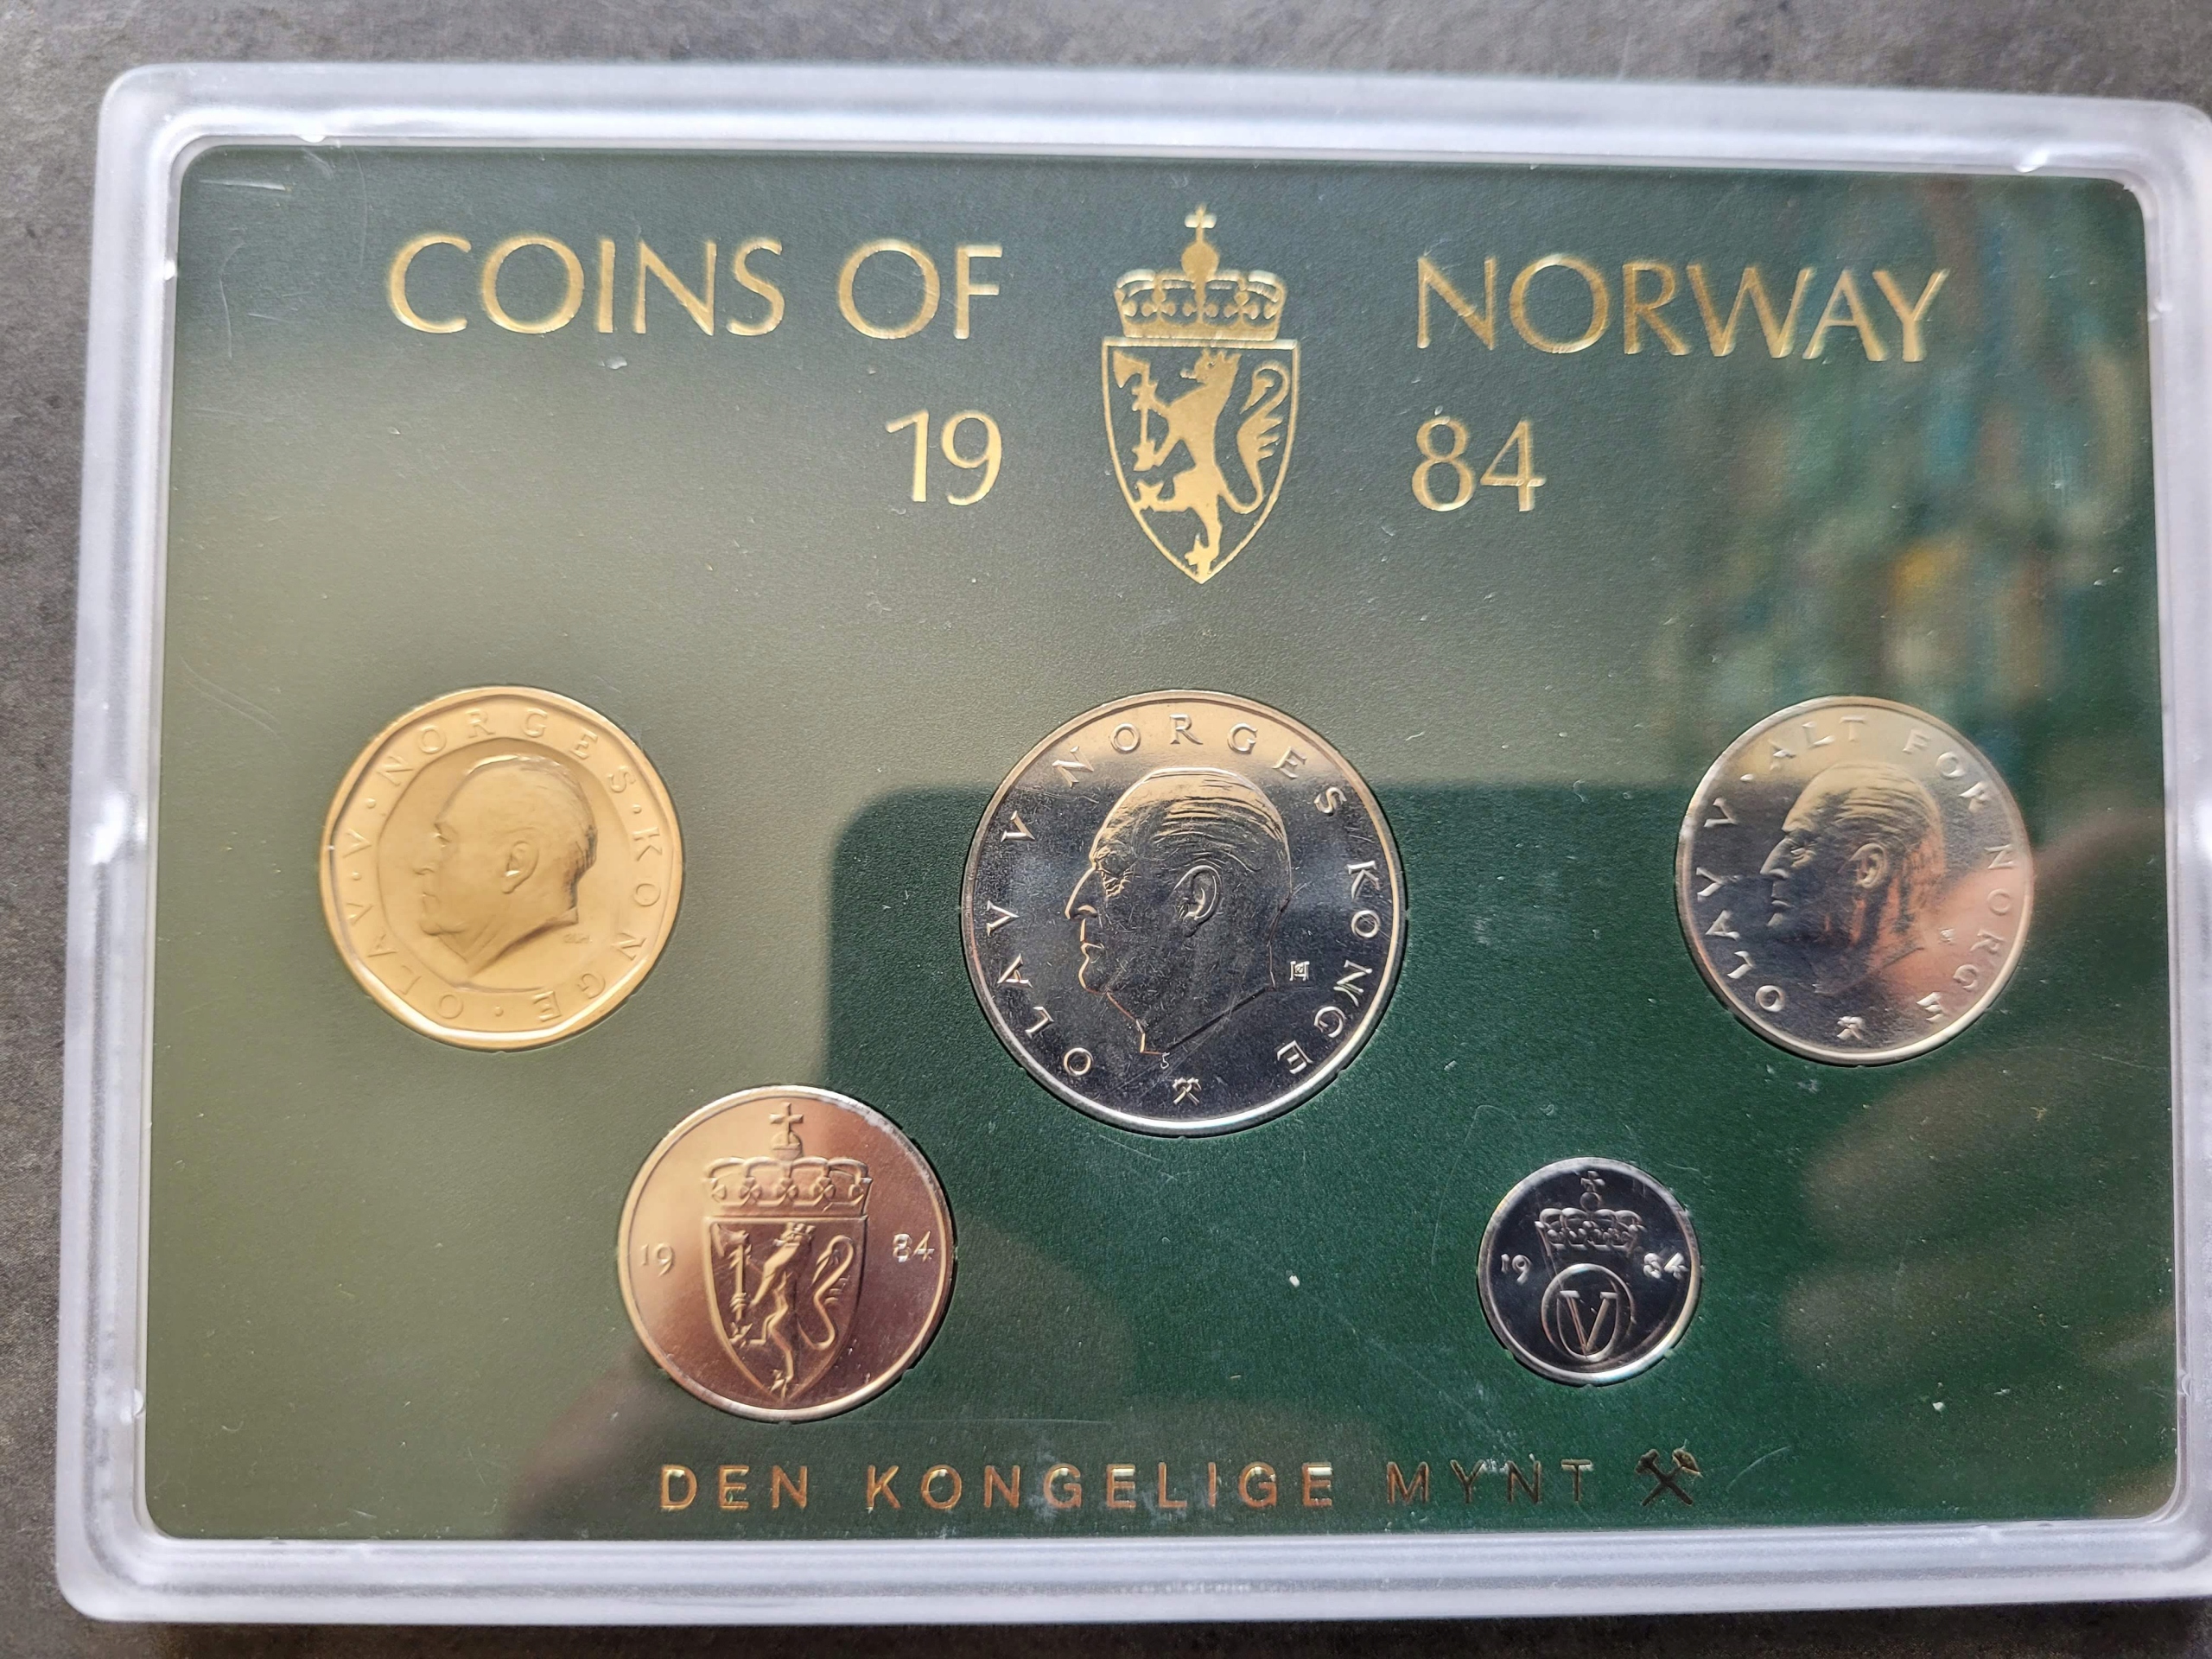 COINS OF NORWAY
19 84
OLAV·V·NORGES·KONGE·
OLAV V NORGES KONGE
OLAV V·ALT FOR NORGE
19 84
19 84
V
DEN KONGELIGE MYNT